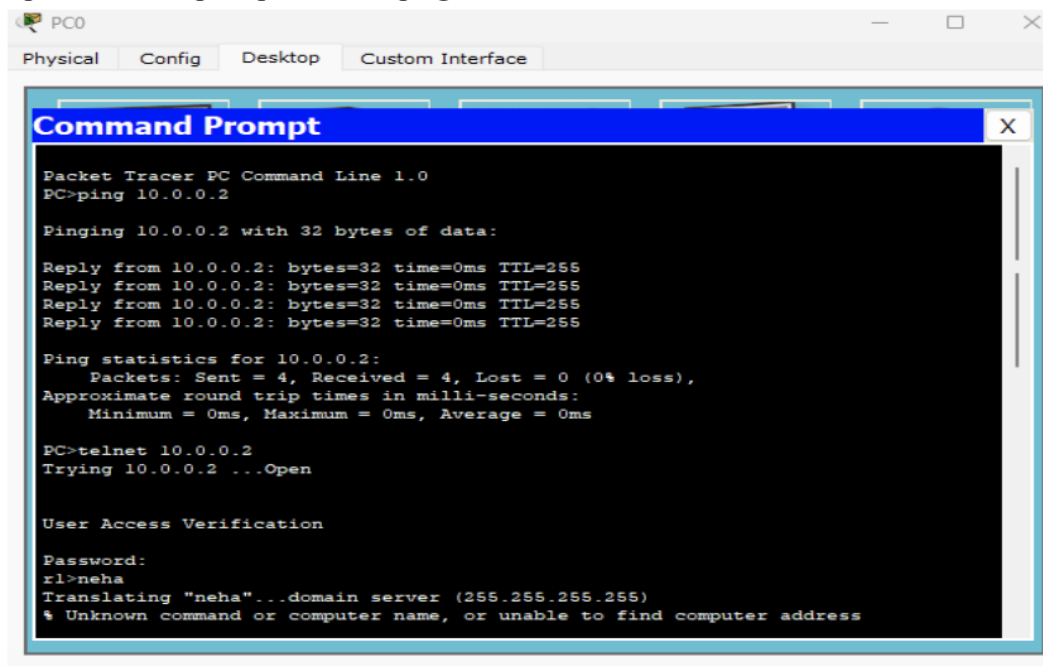 PC0
Physical Config Desktop Custom Interface
Command Prompt X
Packet Tracer PC Command Line 1.0
PC>ping 10.0.0.2
Pinging 10.0.0.2 with 32 bytes of data:
Reply from 10.0.0.2: bytes=32 time=0ms TTL=255
Reply from 10.0.0.2: bytes=32 time=0ms TTL=255
Reply from 10.0.0.2: bytes=32 time=0ms TTL=255
Reply from 10.0.0.2: bytes=32 time=0ms TTL=255
Ping statistics for 10.0.0.2:
Packets: Sent = 4, Received = 4, Lost = 0 (0% loss),
Approximate round trip times in milli-seconds:
Minimum = 0ms, Maximum = 0ms, Average = 0ms
PC>telnet 10.0.0.2
Trying 10.0.0.2 ...Open
User Access Verification
Password:
r1>neha
Translating "neha"...domain server (255.255.255.255)
% Unknown command or computer name, or unable to find computer address